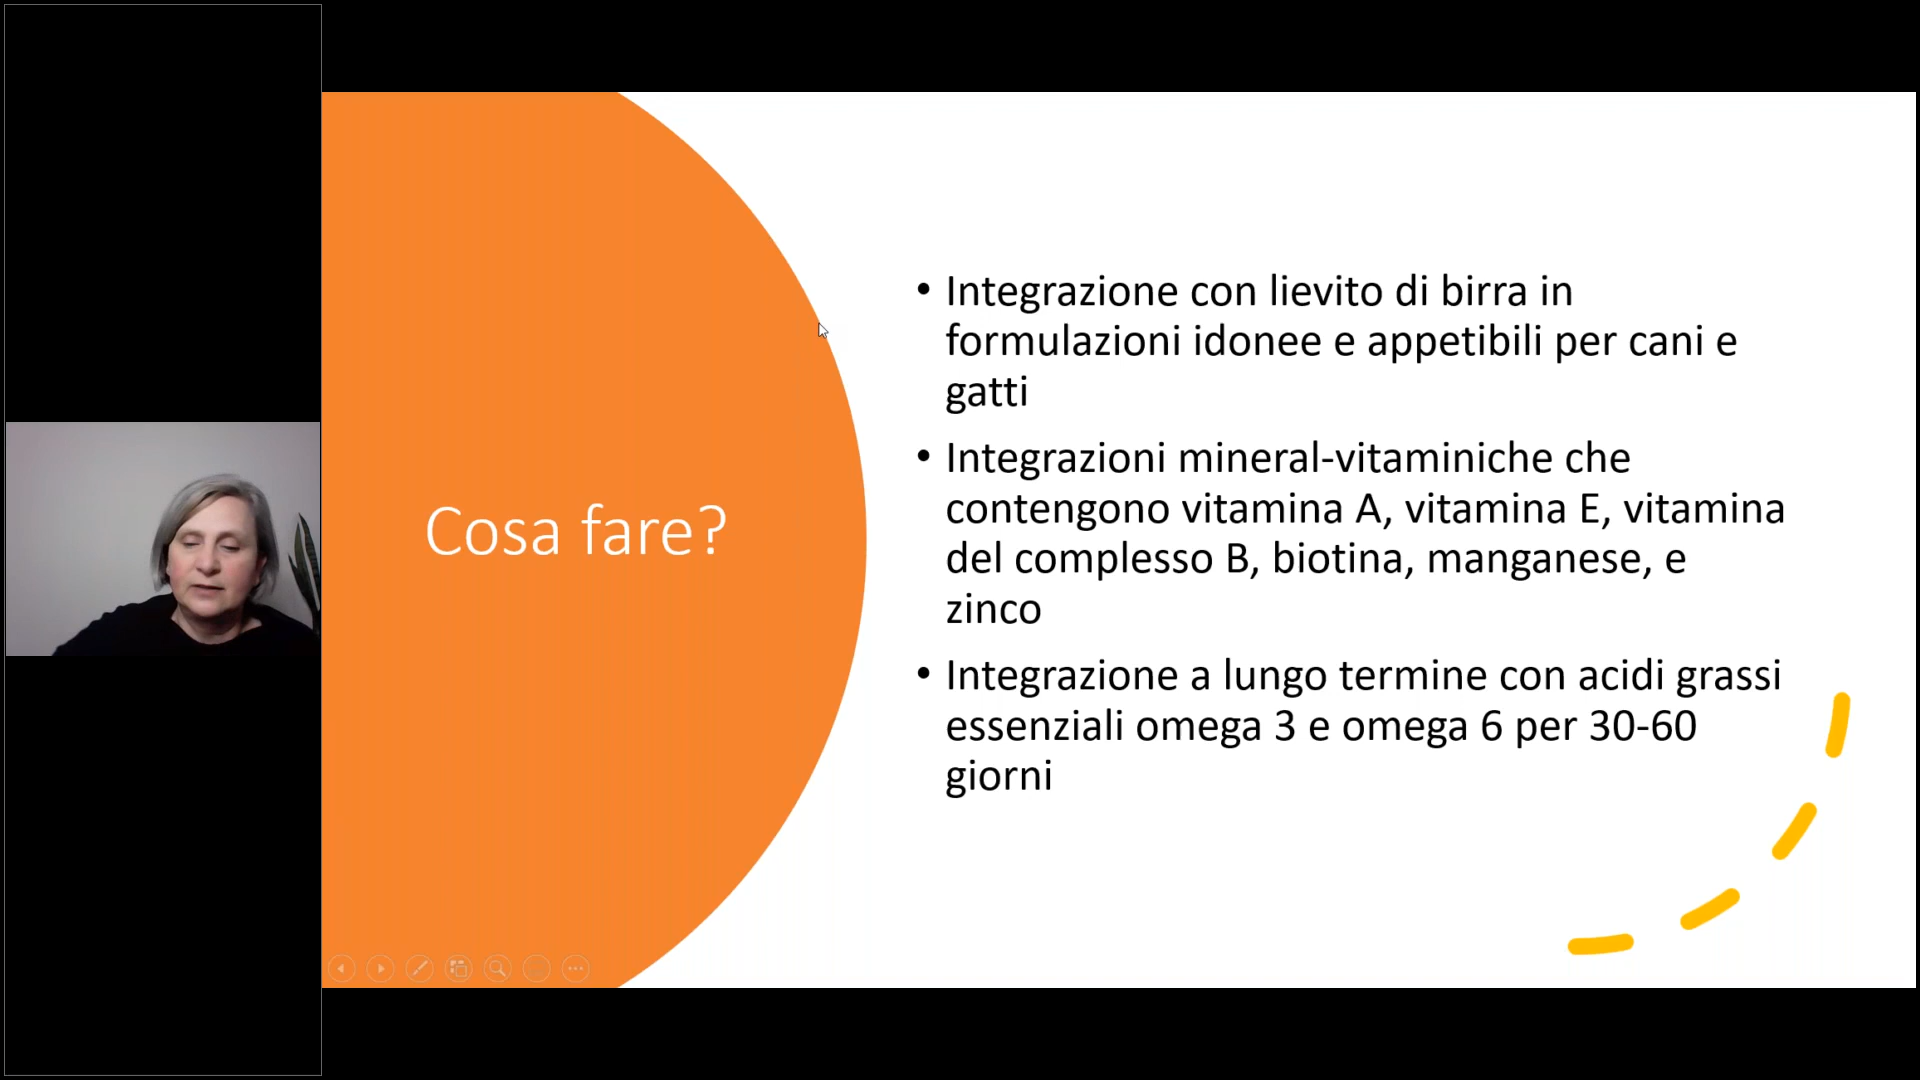 Cosa fare?
• Integrazione con lievito di birra in
formulazioni idonee e appetibili per cani e
gatti
• Integrazioni mineral-vitaminiche che
contengono vitamina A, vitamina E, vitamina
del complesso B, biotina, manganese, e
zinco
• Integrazione a lungo termine con acidi grassi
essenziali omega 3 e omega 6 per 30-60
giorni